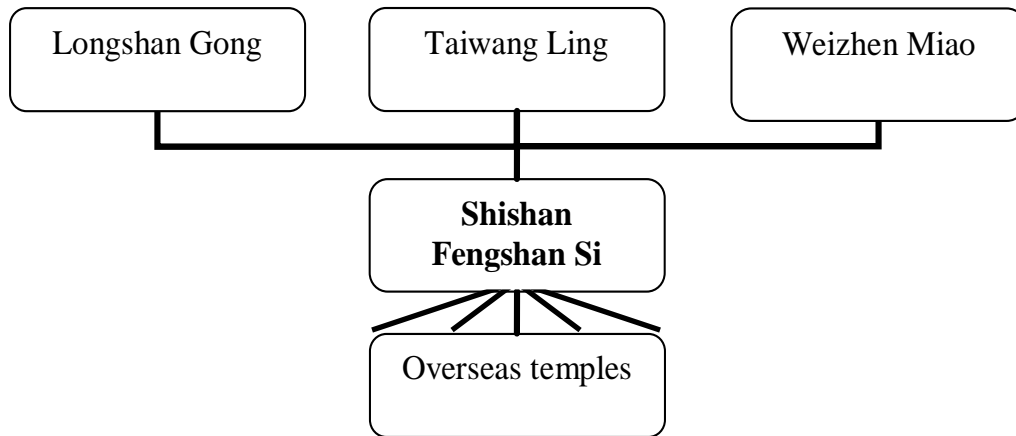 Longshan Gong
Taiwang Ling
Weizhen Miao
Shishan
Fengshan Si
Overseas temples